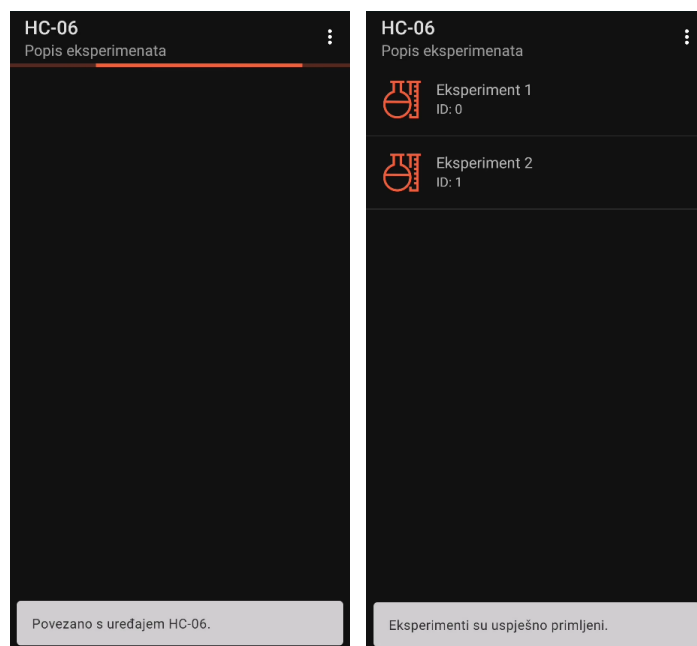 HC-06
Popis eksperimenata
Povezano s uređajem HC-06.
HC-06
Popis eksperimenata
Eksperiment 1
ID: 0
Eksperiment 2
ID: 1
Eksperimenti su uspješno primljeni.